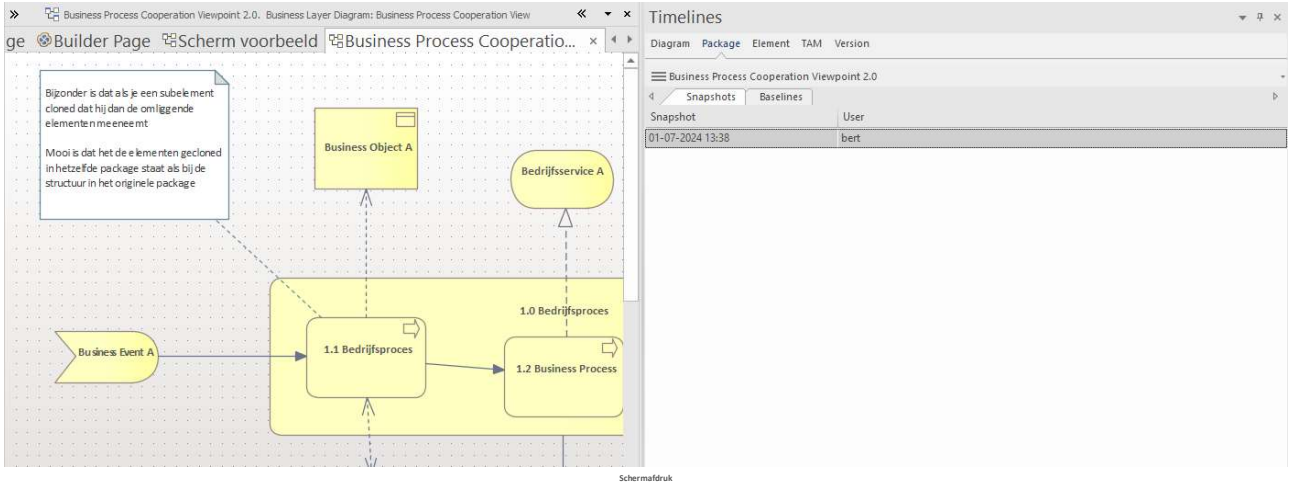 Business Process Cooperation Viewpoint 2.0. Business Layer Diagram: Business Process Cooperation View
ge Builder Page Scherm voorbeeld Business Process Cooperatio...
Bijzonder is dat als je een subelement
cloned dat hij dan de omliggende
elementen meeneemt
Mooi is dat het de elementen gecloned
in hetzelfde package staat als bij de
structuur in het originele package
Business Object A
Bedrijfsservice A
1.0 Bedrijfsproces
Business Event A
1.1 Bedrijfsproces
1.2 Business Process
Timelines
Diagram Package Element TAM Version
Business Process Cooperation Viewpoint 2.0
Snapshots Baselines
Snapshot User
01-07-2024 13:38 bert
Schermafdruk